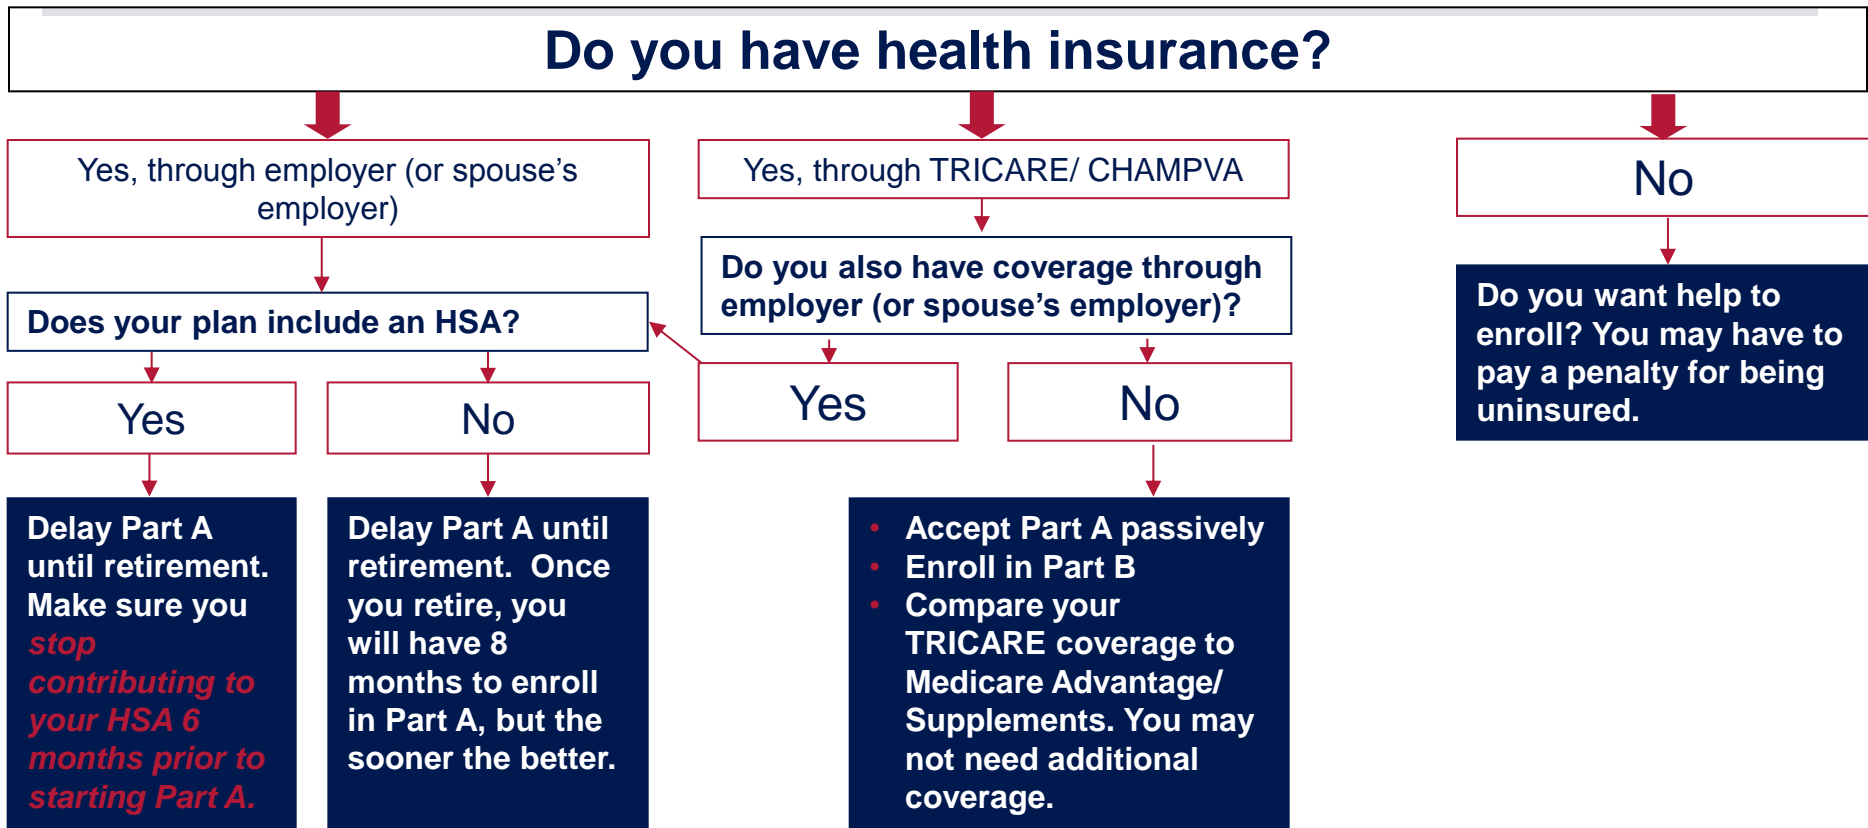 Do you have health insurance?
Yes, through employer (or spouse's
employer)
Does your plan include an HSA?
Yes
No
Delay Part A
until retirement.
Make sure you
stop
contributing to
your HSA 6
months prior to
starting Part A.
Delay Part A until
retirement.  Once
you retire, you
will have 8
months to enroll
in Part A, but the
sooner the better.
Yes, through TRICARE/ CHAMPVA
Do you also have coverage through
employer (or spouse's employer)?
Yes
No
• Accept Part A passively
• Enroll in Part B
• Compare your
TRICARE coverage to
Medicare Advantage/
Supplements. You may
not need additional
coverage.
No
Do you want help to
enroll? You may have to
pay a penalty for being
uninsured.